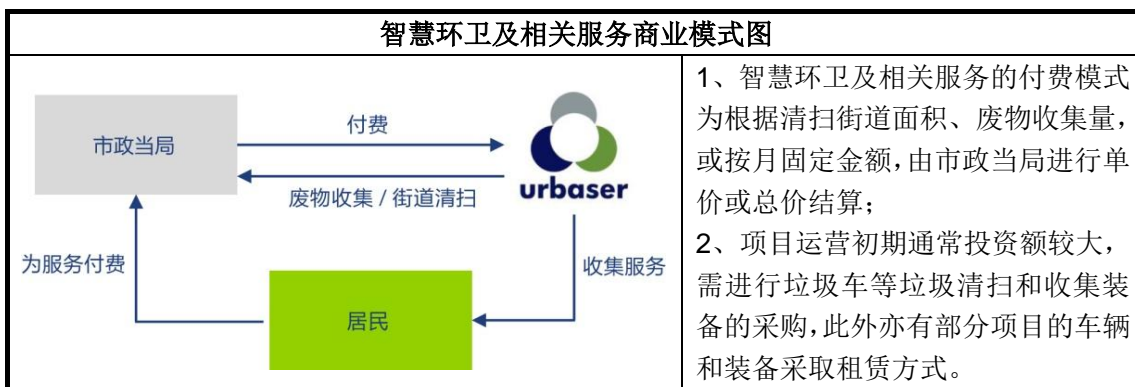 智慧环卫及相关服务商业模式图
市政当局
付费
废物收集 / 街道清扫
urbaser
为服务付费
收集服务
居民
1、智慧环卫及相关服务的付费模式
为根据清扫街道面积、废物收集量，
或按月固定金额，由市政当局进行单
价或总价结算；
2、项目运营初期通常投资额较大，
需进行垃圾车等垃圾清扫和收集装
备的采购，此外亦有部分项目的车辆
和装备采取租赁方式。